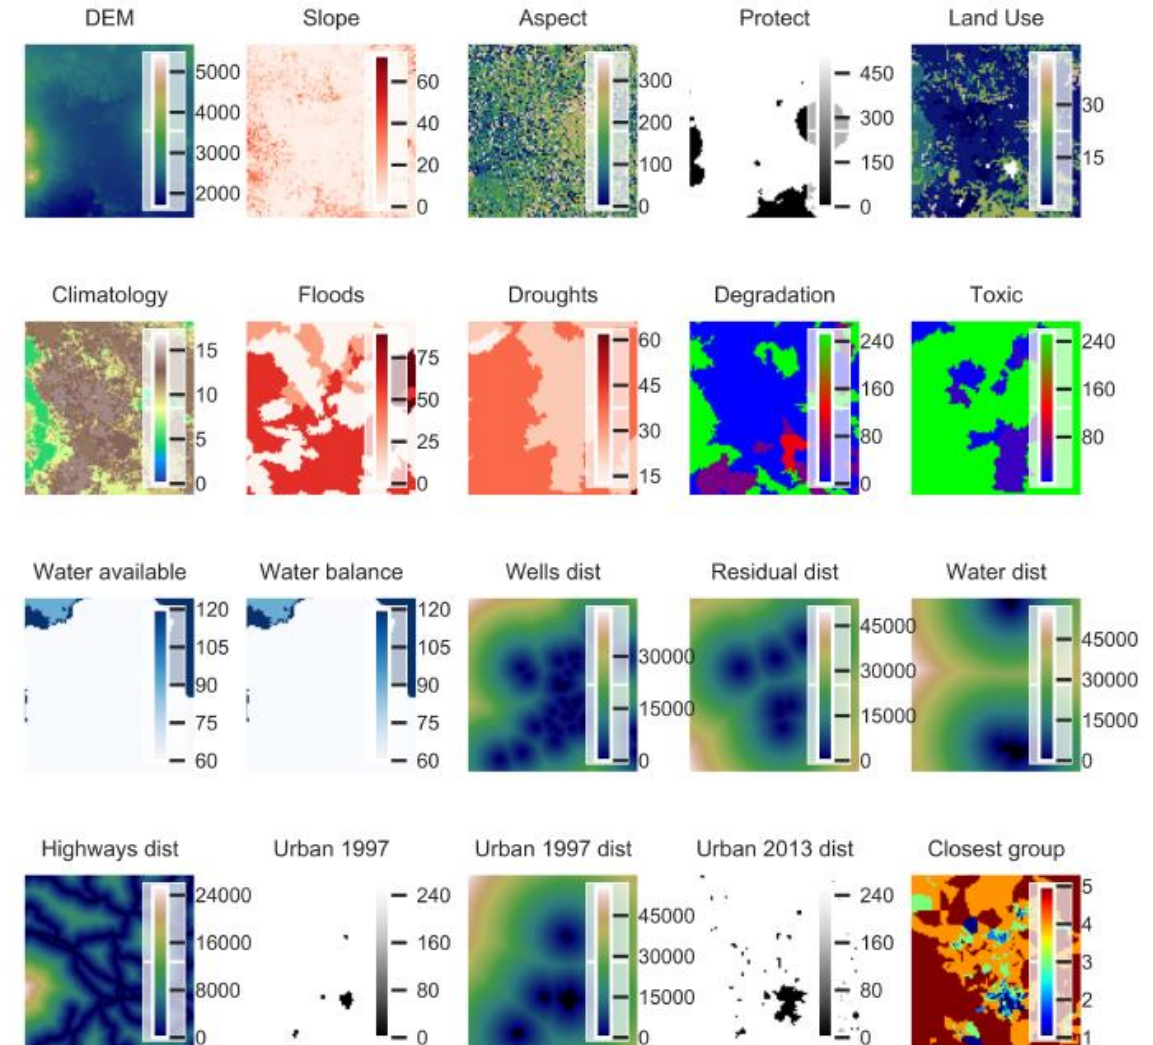 DEM Slope Aspect Protect Land Use
5000 4000 3000 2000
60 40 20 0
300 200 100 0
450 300 150 0
30 15
Climatology Floods Droughts Degradation Toxic
15 10 5 0
75 50 25 0
60 45 30 15
240 160 80 0
240 160 80
Water available Water balance Wells dist Residual dist Water dist
120 105 90 75 60
120 105 90 75 60
30000 15000 0
45000 30000 15000 0
45000 30000 15000 0
Highways dist Urban 1997 Urban 1997 dist Urban 2013 dist Closest group
24000 16000 8000 0
240 160 80 0
45000 30000 15000 0
240 160 80 0
5 4 3 2 1